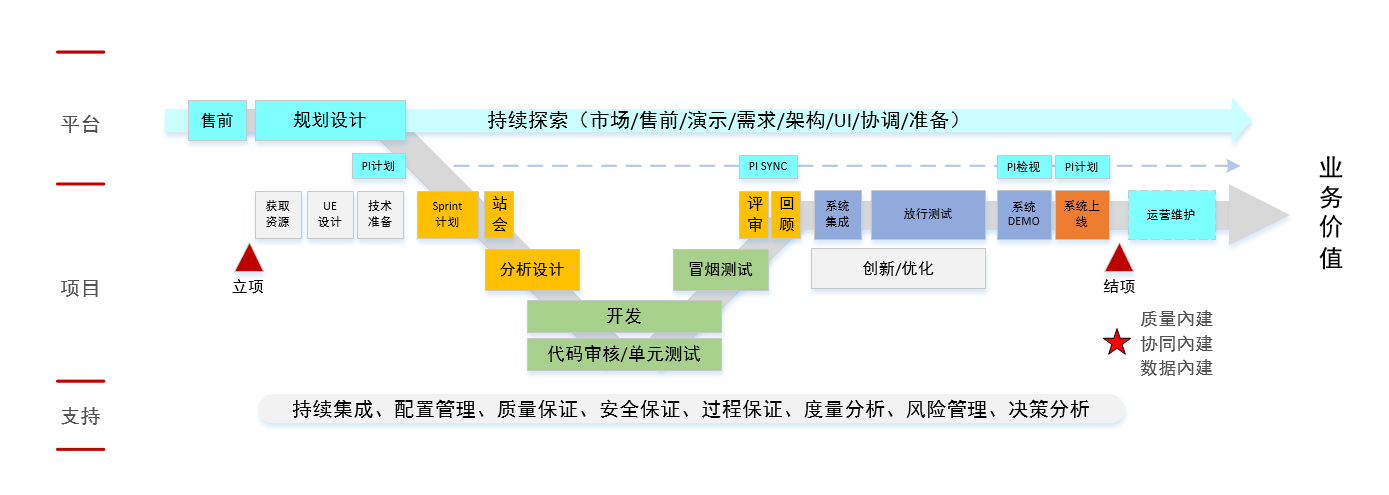 平台
售前
规划设计
持续探索（市场/售前/演示/需求/架构/UI/协调/准备）
PI计划
PI SYNC
PI检视
PI计划
项目
获取
资源
UE
设计
技术
准备
Sprint
计划
站
会
评
审
回
顾
系统
集成
放行测试
系统
DEMO
系统上
线
运营维护
业
务
价
值
立项
分析设计
冒烟测试
创新/优化
结项
开发
代码审核/单元测试
质量內建
协同內建
数据內建
支持
持续集成、配置管理、质量保证、安全保证、过程保证、度量分析、风险管理、决策分析